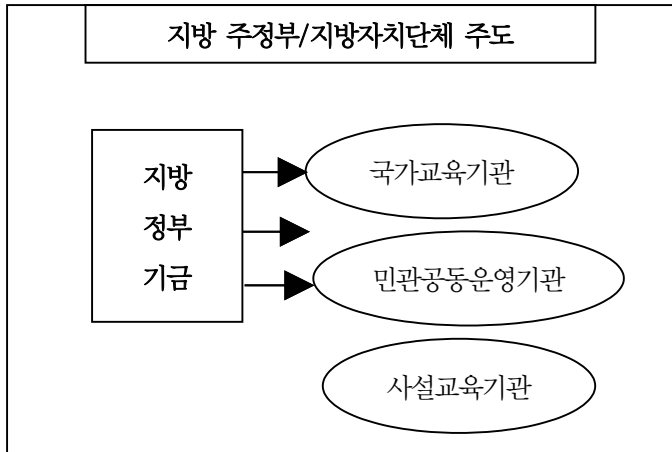 지방 주정부/지방자치단체 주도
지방
정부
기금
국가교육기관
민관공동운영기관
사설교육기관